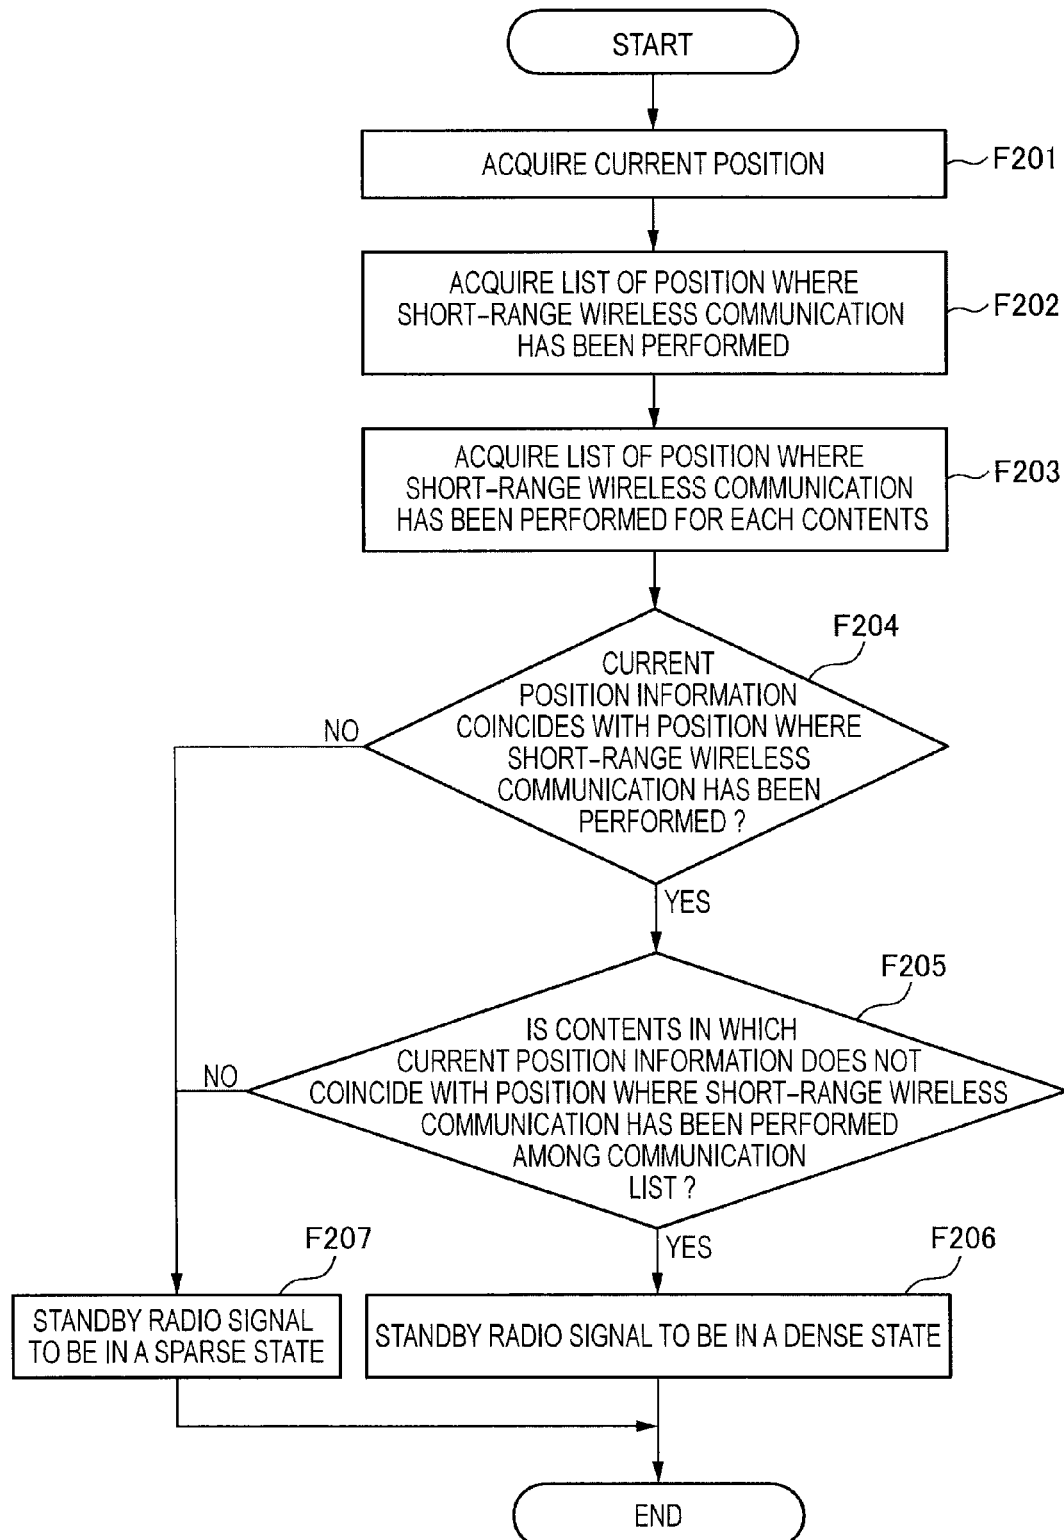 START
ACQUIRE CURRENT POSITION
F201
ACQUIRE LIST OF POSITION WHERE
SHORT-RANGE WIRELESS COMMUNICATION
HAS BEEN PERFORMED
F202
ACQUIRE LIST OF POSITION WHERE
SHORT-RANGE WIRELESS COMMUNICATION
HAS BEEN PERFORMED FOR EACH CONTENTS
F203
F204
CURRENT
POSITION INFORMATION
COINCIDES WITH POSITION WHERE
SHORT-RANGE WIRELESS
COMMUNICATION HAS BEEN
PERFORMED ?
NO
YES
F205
IS CONTENTS IN WHICH
CURRENT POSITION INFORMATION DOES NOT
COINCIDE WITH POSITION WHERE SHORT-RANGE WIRELESS
COMMUNICATION HAS BEEN PERFORMED
AMONG COMMUNICATION
LIST ?
NO
YES
F207
STANDBY RADIO SIGNAL
TO BE IN A SPARSE STATE
F206
STANDBY RADIO SIGNAL TO BE IN A DENSE STATE
END